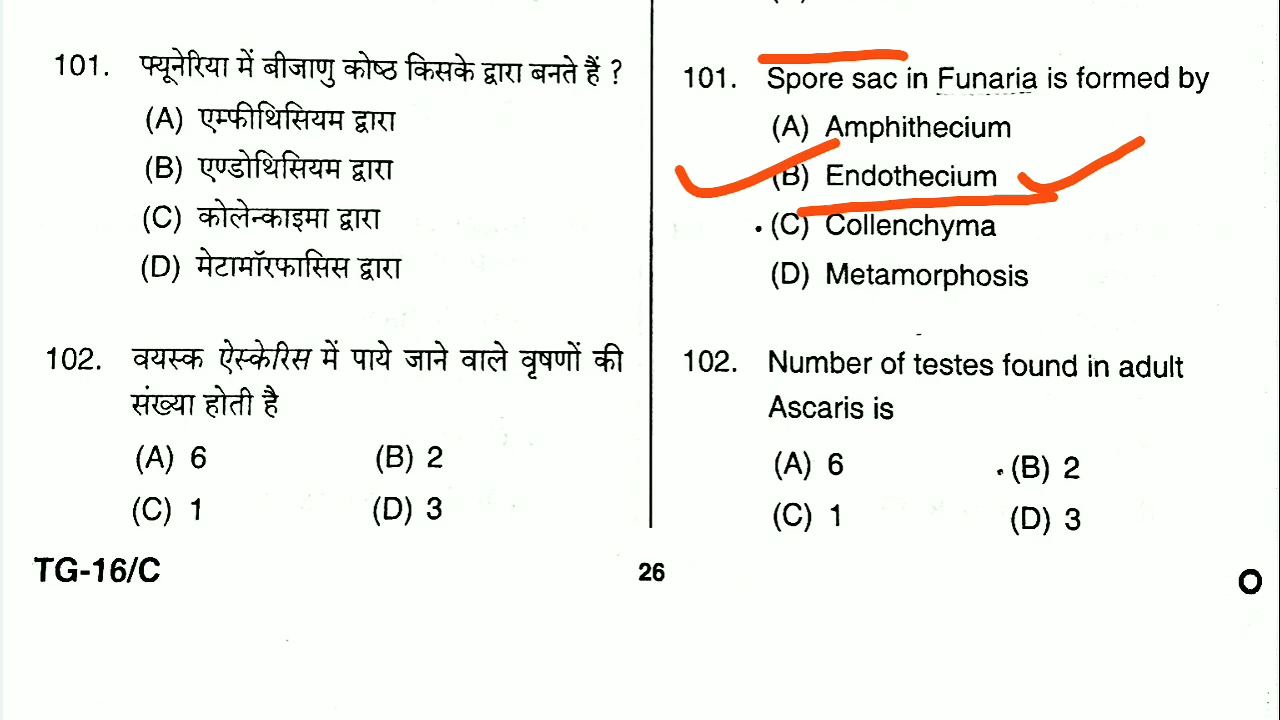 101. फ्यूनेरिया में बीजाणु कोष्ठ किसके द्वारा बनते हैं ?
(A) एम्फीथिसियम द्वारा
(B) एण्डोथिसियम द्वारा
(C) कोलेन्काइमा द्वारा
(D) मेटामॉरफासिस द्वारा
102. वयस्क ऐस्केरिस में पाये जाने वाले वृषणों की
संख्या होती है
(A) 6 (B) 2
(C) 1 (D) 3
101. Spore sac in Funaria is formed by
(A) Amphithecium
(B) Endothecium
(C) Collenchyma
(D) Metamorphosis
102. Number of testes found in adult
Ascaris is
(A) 6 (B) 2
(C) 1 (D) 3
TG-16/C 26 O